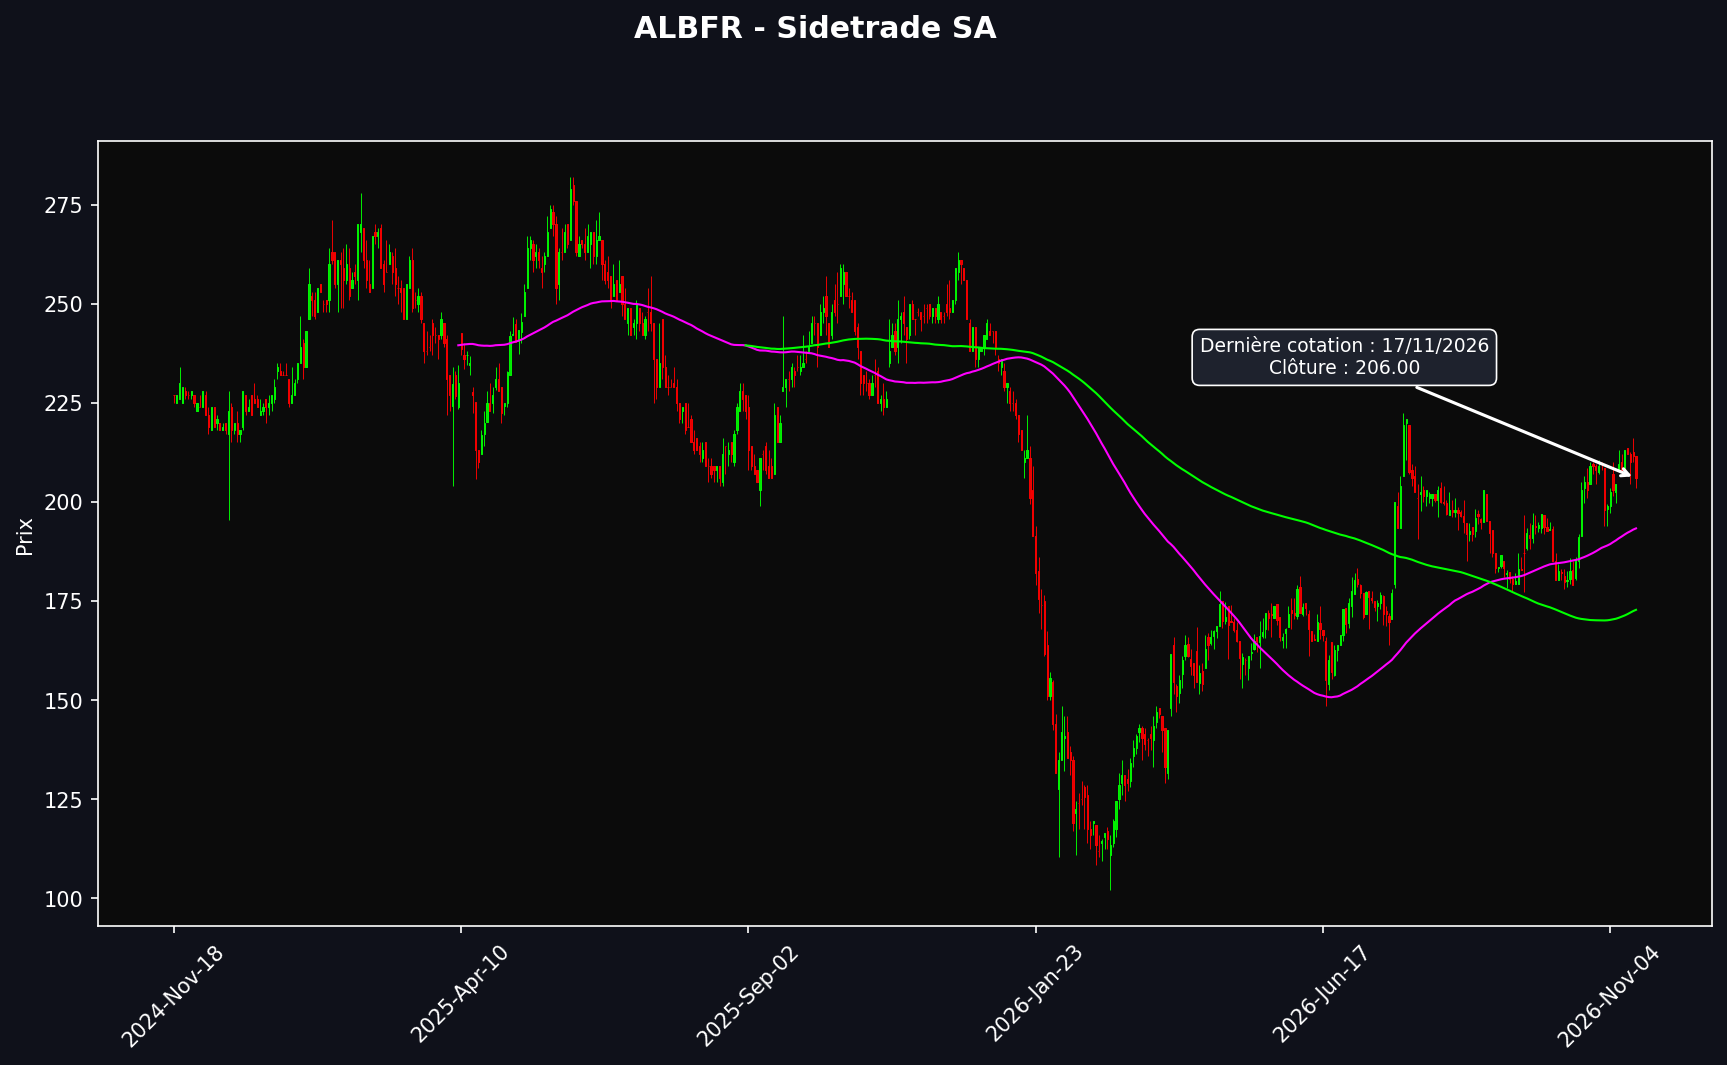 ALBFR - Sidetrade SA
Prix
275
250
225
200
175
150
125
100
Dernière cotation : 17/11/2026
Clôture : 206.00
2024-Nov-18
2025-Apr-10
2025-Sep-02
2026-Jan-23
2026-Jun-17
2026-Nov-04